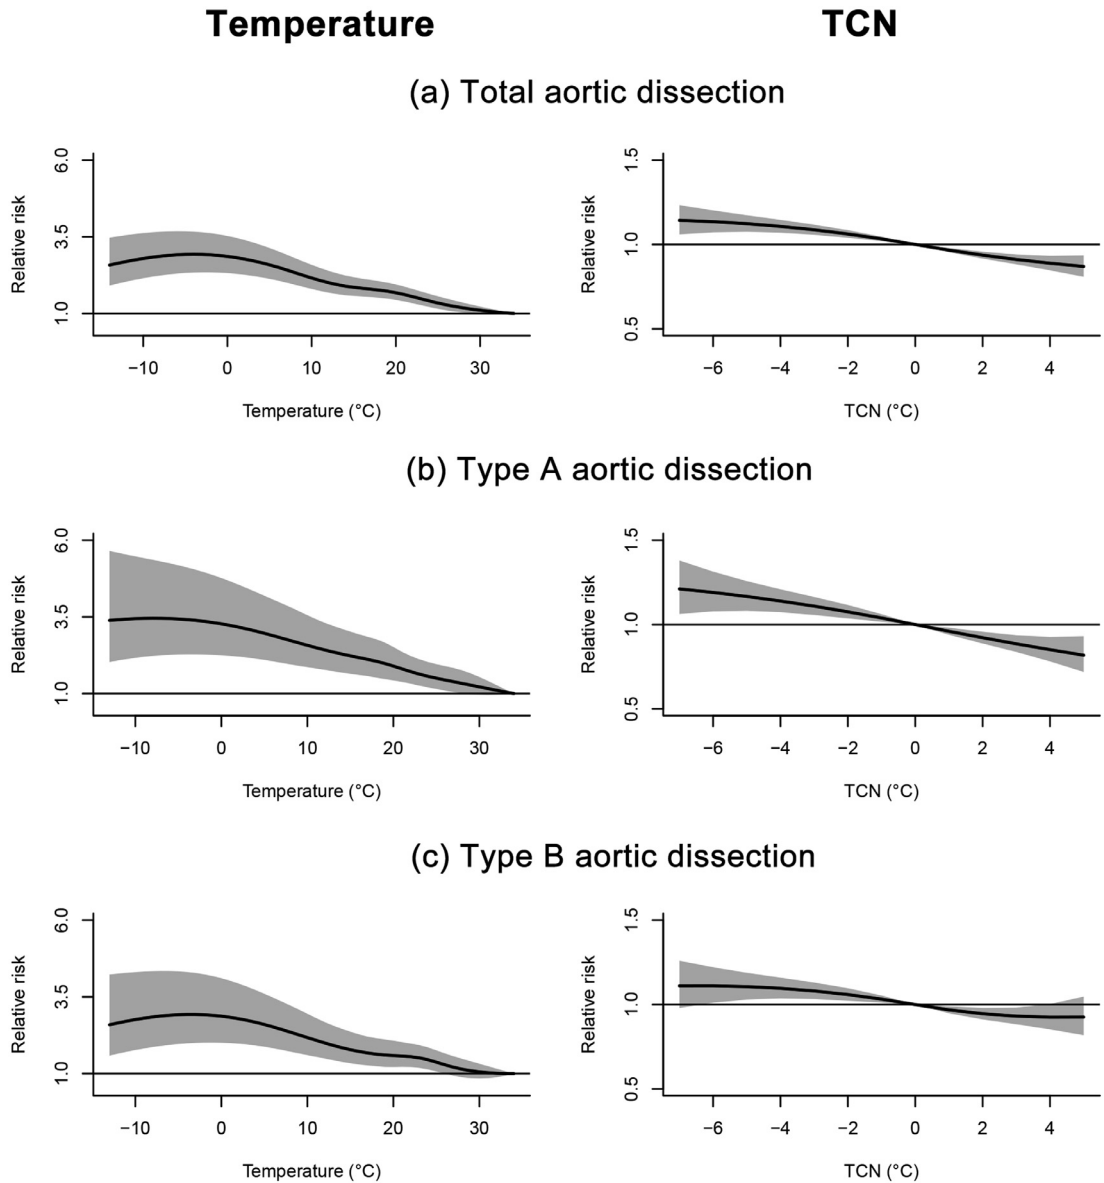 Temperature TCN
(a) Total aortic dissection
Relative risk
6.0
3.5
1.0
−10 0 10 20 30
Temperature (°C)
Relative risk
1.5
1.0
0.5
−6 −4 −2 0 2 4
TCN (°C)
(b) Type A aortic dissection
Relative risk
6.0
3.5
1.0
−10 0 10 20 30
Temperature (°C)
Relative risk
1.5
1.0
0.5
−6 −4 −2 0 2 4
TCN (°C)
(c) Type B aortic dissection
Relative risk
6.0
3.5
1.0
−10 0 10 20 30
Temperature (°C)
Relative risk
1.5
1.0
0.5
−6 −4 −2 0 2 4
TCN (°C)